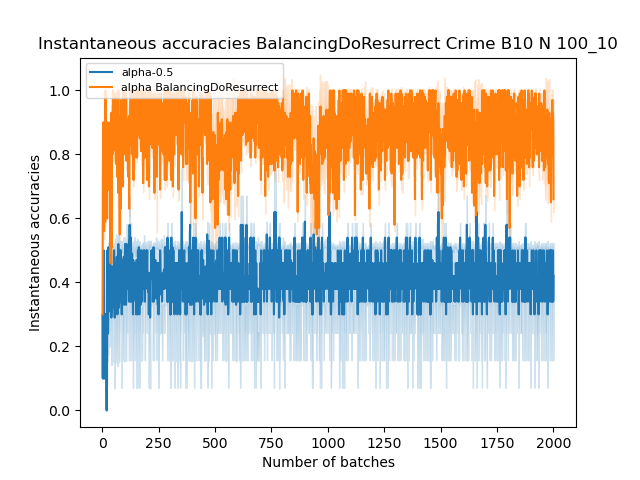 Instantaneous accuracies BalancingDoResurrect Crime B10 N 100_10
alpha-0.5
alpha BalancingDoResurrect
1.0
0.8
0.6
0.4
0.2
0.0
Instantaneous accuracies
0 250 500 750 1000 1250 1500 1750 2000
Number of batches